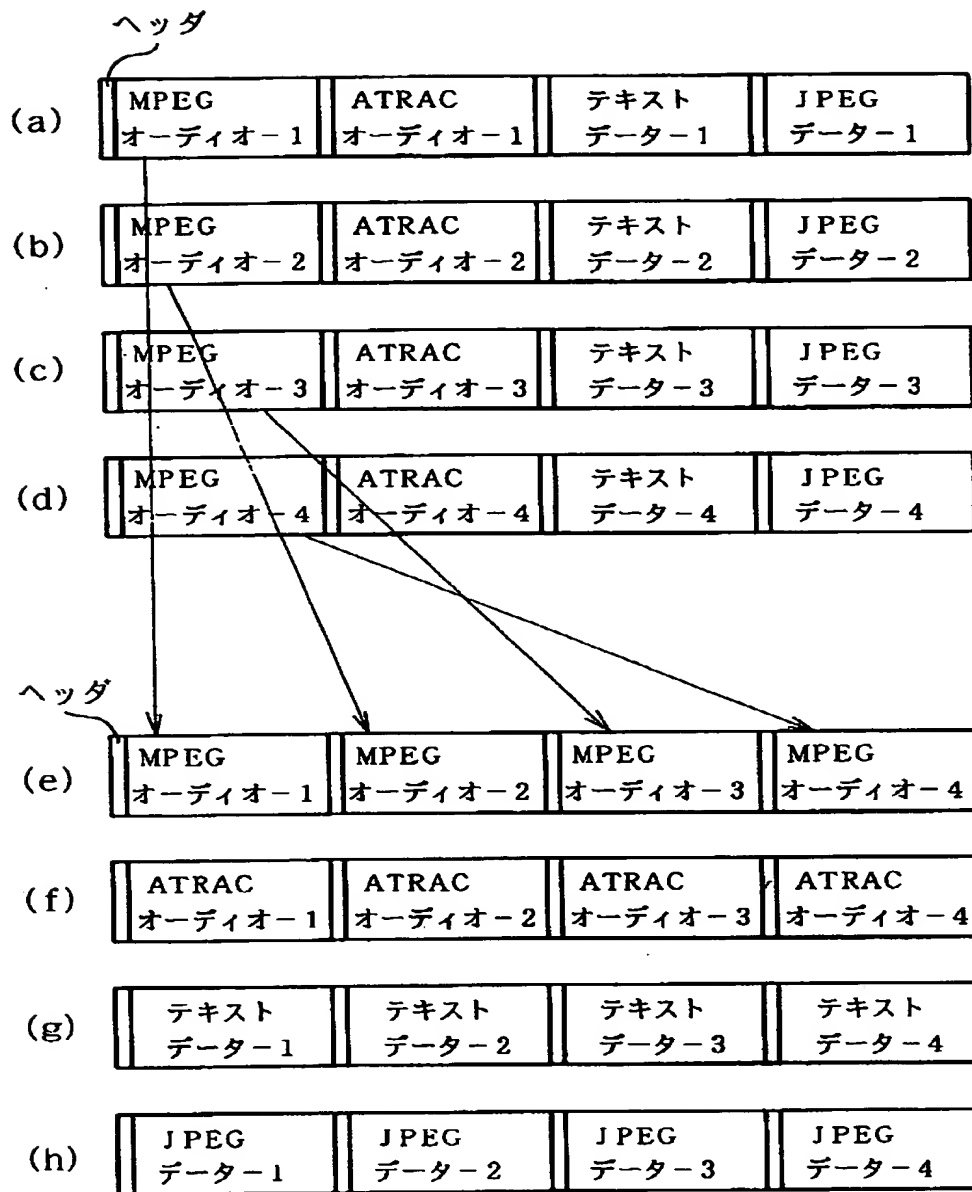 ヘッダ
(a) MPEG ATRAC テキスト JPEG
オーディオ-1 オーディオ-1 データ-1 データ-1
(b) MPEG ATRAC テキスト JPEG
オーディオ-2 オーディオ-2 データ-2 データ-2
(c) MPEG ATRAC テキスト JPEG
オーディオ-3 オーディオ-3 データ-3 データ-3
(d) MPEG ATRAC テキスト JPEG
オーディオ-4 オーディオ-4 データ-4 データ-4
ヘッダ
(e) MPEG MPEG MPEG MPEG
オーディオ-1 オーディオ-2 オーディオ-3 オーディオ-4
(f) ATRAC ATRAC ATRAC ATRAC
オーディオ-1 オーディオ-2 オーディオ-3 オーディオ-4
(g) テキスト テキスト テキスト テキスト
データ-1 データ-2 データ-3 データ-4
(h) JPEG JPEG JPEG JPEG
データ-1 データ-2 データ-3 データ-4